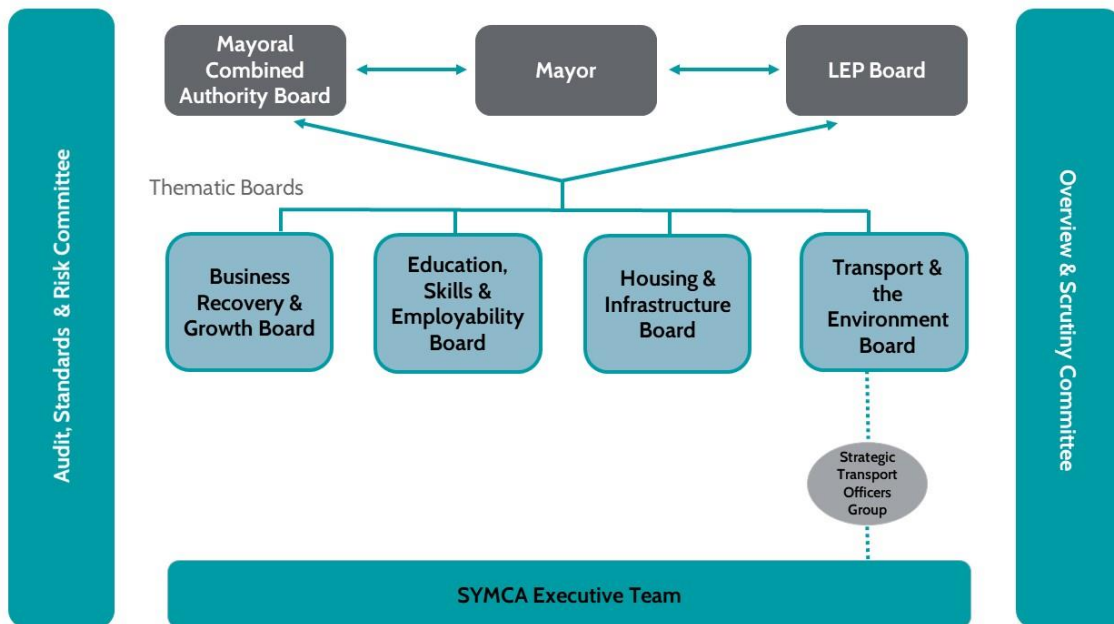 Audit, Standards & Risk Committee
Mayoral
Combined
Authority Board
Mayor
LEP Board
Thematic Boards
Business
Recovery &
Growth Board
Education,
Skills &
Employability
Board
Housing &
Infrastructure
Board
Transport &
the
Environment
Board
Strategic
Transport
Officers
Group
SYMCA Executive Team
Overview & Scrutiny Committee